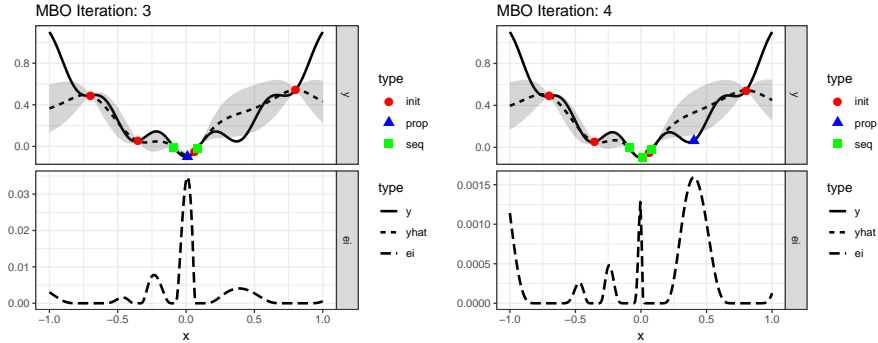 MBO Iteration: 3
0.8
0.4
0.0
y
type
init
prop
seq
0.03
0.02
0.01
0.00
ei
type
y
yhat
ei
−1.0
−0.5
0.0
0.5
1.0
x
MBO Iteration: 4
0.8
0.4
0.0
y
type
init
prop
seq
0.0015
0.0010
0.0005
0.0000
ei
type
y
yhat
ei
−1.0
−0.5
0.0
0.5
1.0
x